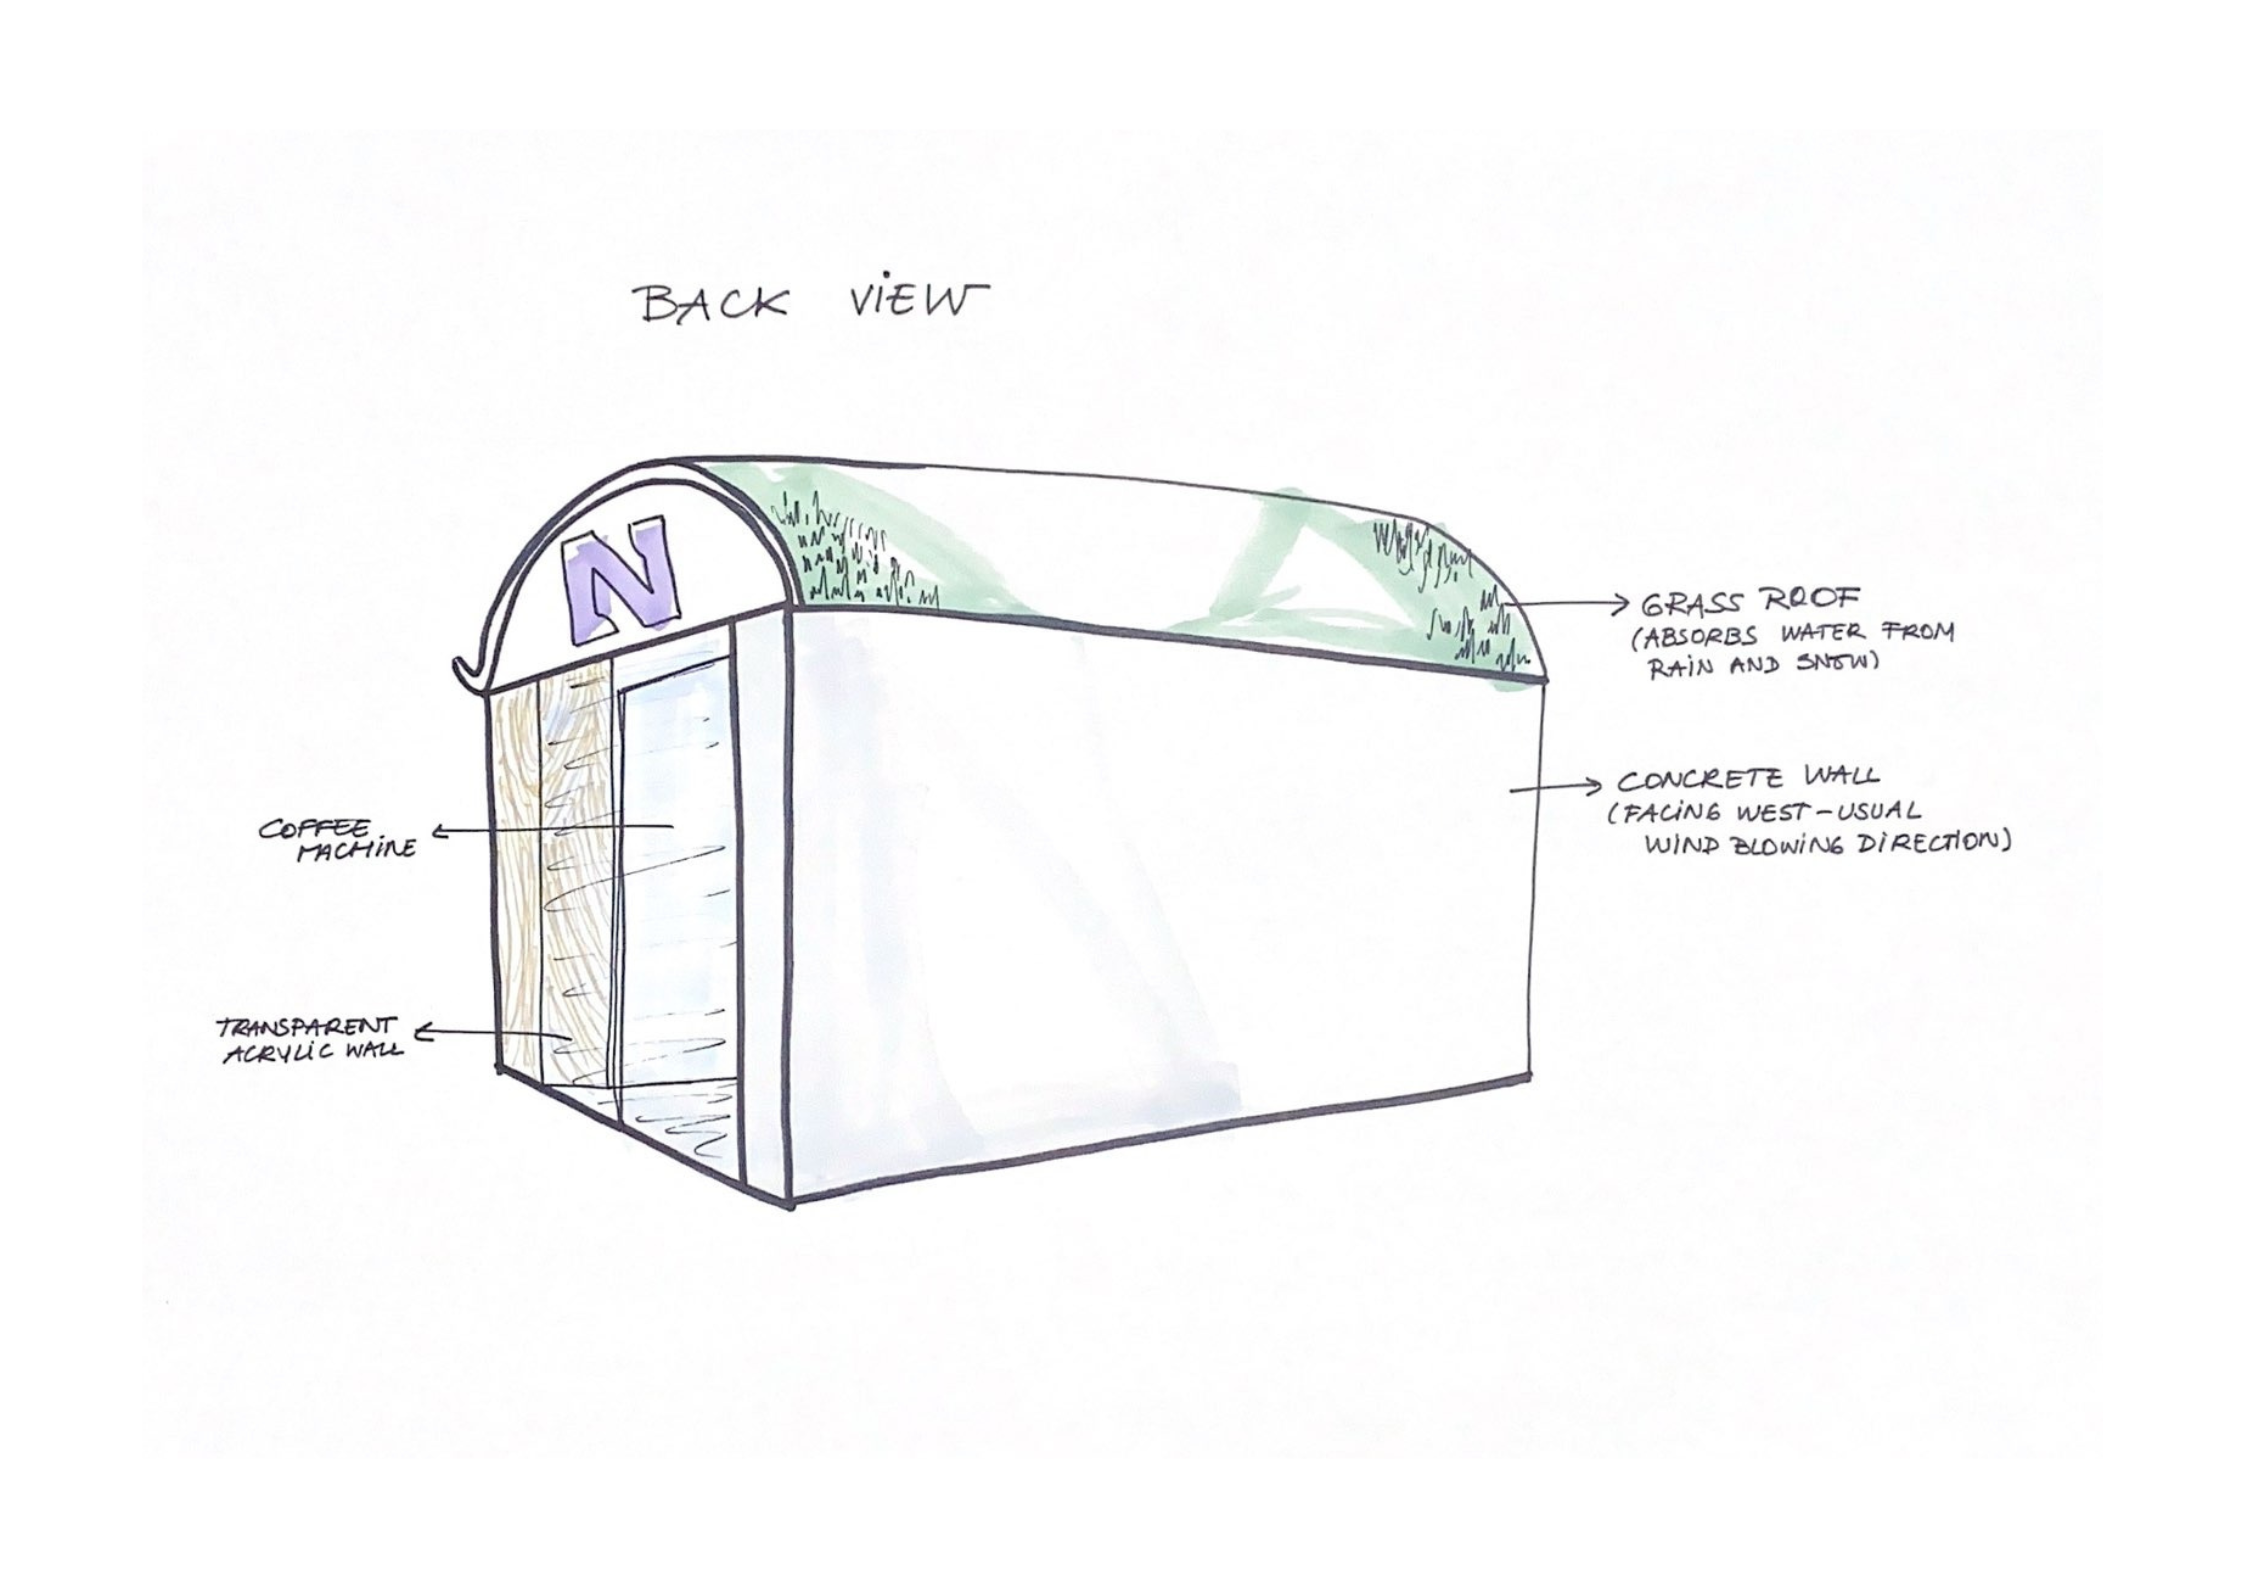 BACK VIEW
N
GRASS ROOF
(ABSORBS WATER FROM
RAIN AND SNOW)
CONCRETE WALL
(FACING WEST-USUAL
WIND BLOWING DIRECTION)
COFFEE
MACHINE
TRANSPARENT
ACRYLIC WALL